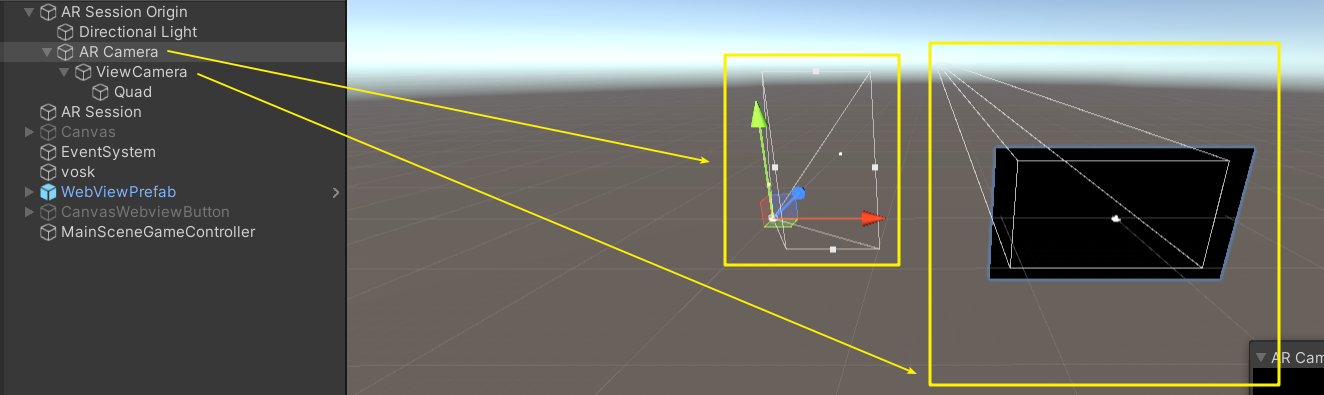 AR Session Origin
Directional Light
AR Camera
ViewCamera
Quad
AR Session
Canvas
EventSystem
vosk
WebViewPrefab
CanvasWebviewButton
MainSceneGameController
AR Cam